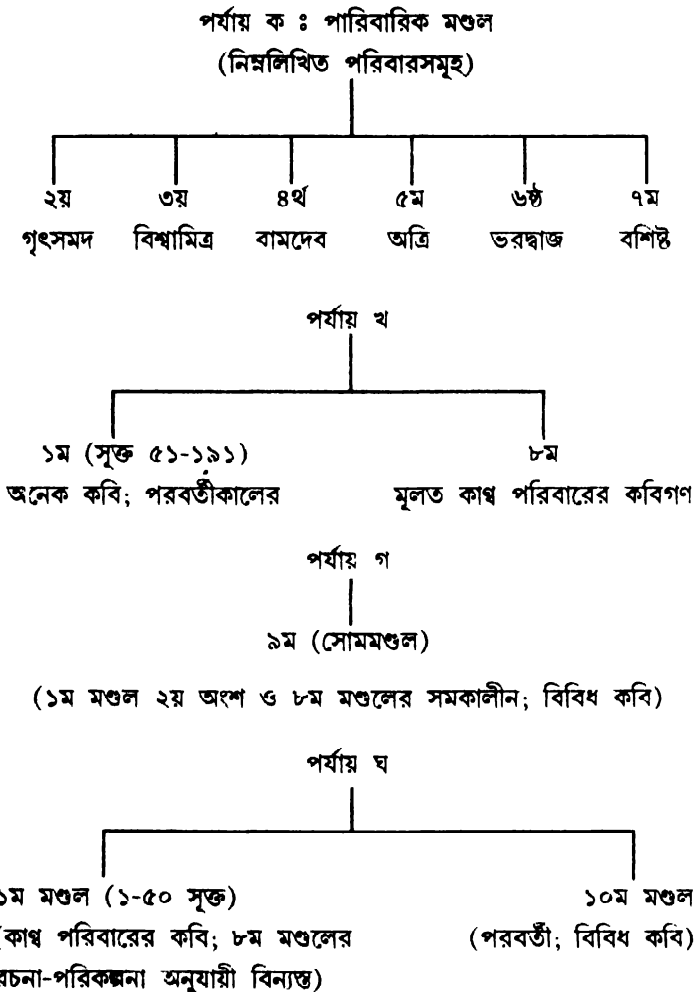 পর্যায় ক ঃ পারিবারিক মণ্ডল
(নিম্নলিখিত পরিবারসমূহ)
২য় ৩য় ৪র্থ ৫ম ৬ষ্ঠ ৭ম
গৃৎসমদ বিশ্বামিত্র বামদেব অত্রি ভরদ্বাজ বশিষ্ট
পর্যায় খ
১ম (সূক্ত ৫১-১৯১) ৮ম
অনেক কবি; পরবর্তীকালের মূলত কাণ্ব পরিবারের কবিগণ
পর্যায় গ
৯ম (সোমমণ্ডল)
(১ম মণ্ডল ২য় অংশ ও ৮ম মণ্ডলের সমকালীন; বিবিধ কবি)
পর্যায় ঘ
১ম মণ্ডল (১-৫০ সূক্ত) ১০ম মণ্ডল
(কাণ্ব পরিবারের কবি; ৮ম মণ্ডলের (পরবর্তী; বিবিধ কবি)
রচনা-পরিকল্পনা অনুযায়ী বিন্যস্ত)